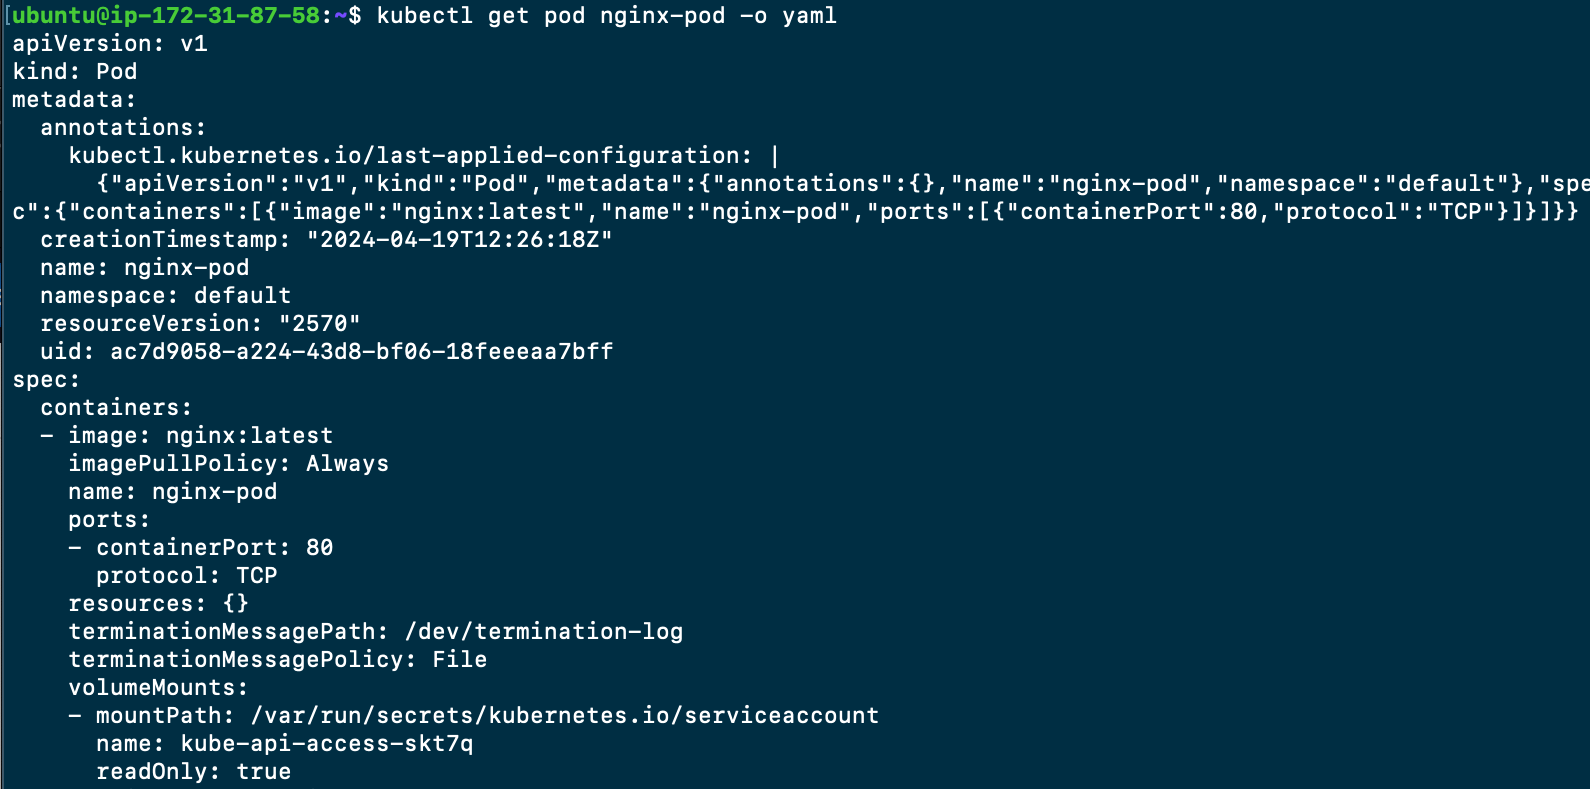 [ubuntu@ip-172-31-87-58:~$ kubectl get pod nginx-pod -o yaml
apiVersion: v1
kind: Pod
metadata:
  annotations:
    kubectl.kubernetes.io/last-applied-configuration: |
      {"apiVersion":"v1","kind":"Pod","metadata":{"annotations":{},"name":"nginx-pod","namespace":"default"},"spe
c":{"containers":[{"image":"nginx:latest","name":"nginx-pod","ports":[{"containerPort":80,"protocol":"TCP"}]}]}}
  creationTimestamp: "2024-04-19T12:26:18Z"
  name: nginx-pod
  namespace: default
  resourceVersion: "2570"
  uid: ac7d9058-a224-43d8-bf06-18feeeaa7bff
spec:
  containers:
  - image: nginx:latest
    imagePullPolicy: Always
    name: nginx-pod
    ports:
    - containerPort: 80
      protocol: TCP
    resources: {}
    terminationMessagePath: /dev/termination-log
    terminationMessagePolicy: File
    volumeMounts:
    - mountPath: /var/run/secrets/kubernetes.io/serviceaccount
      name: kube-api-access-skt7q
      readOnly: true